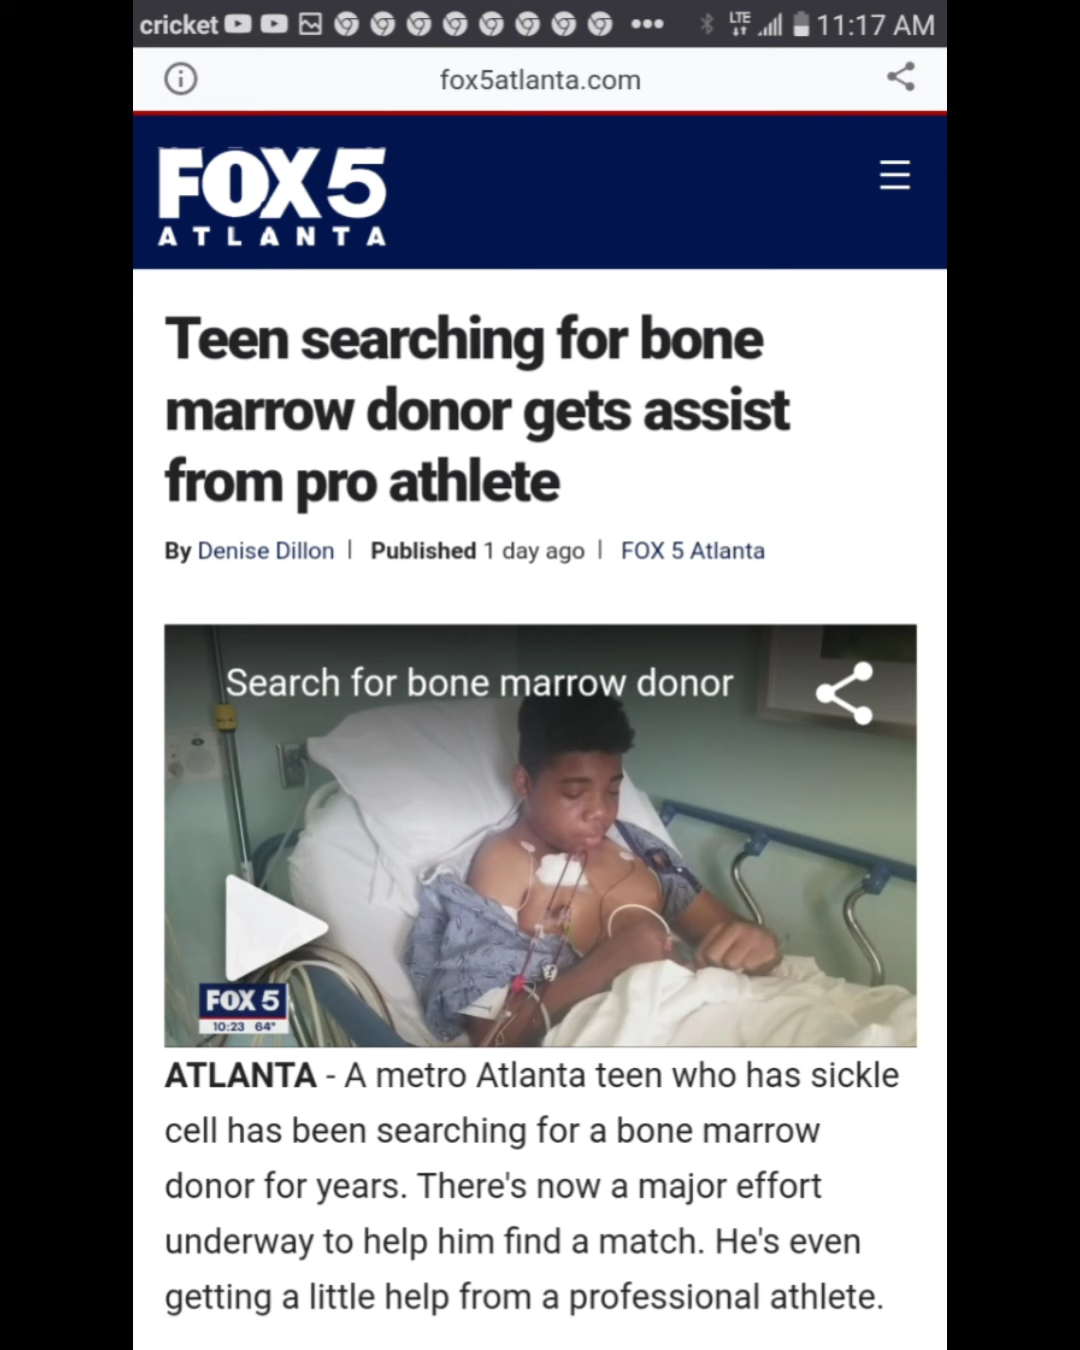 cricket ••• LTE 11:17 AM
fox5atlanta.com
FOX 5
ATLANTA
Teen searching for bone
marrow donor gets assist
from pro athlete
By Denise Dillon | Published 1 day ago | FOX 5 Atlanta
Search for bone marrow donor
FOX 5
10:23 64°
ATLANTA - A metro Atlanta teen who has sickle
cell has been searching for a bone marrow
donor for years. There's now a major effort
underway to help him find a match. He's even
getting a little help from a professional athlete.